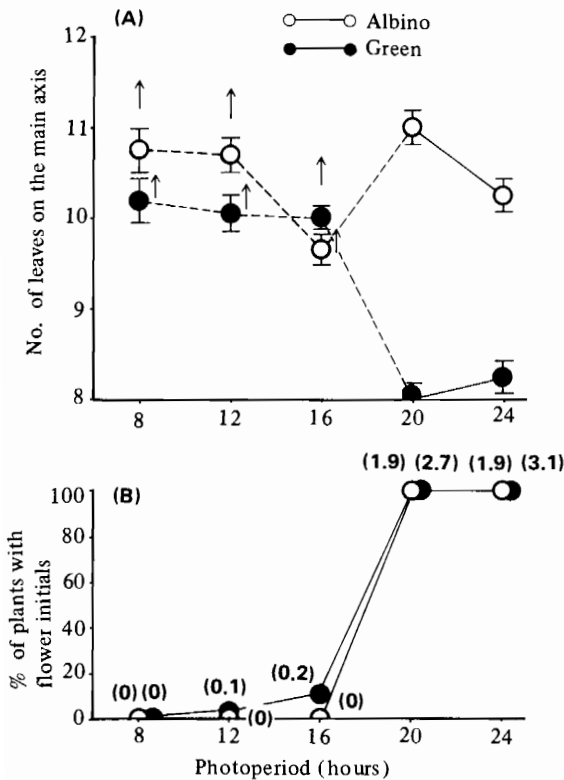 (A)
Albino
Green
No. of leaves on the main axis
12
11
10
9
8
8 12 16 20 24
(B)
(1.9) (2.7) (1.9) (3.1)
% of plants with
flower initials
100
80
60
40
20
0
(0) (0) (0.1) (0) (0.2) (0)
8 12 16 20 24
Photoperiod (hours)